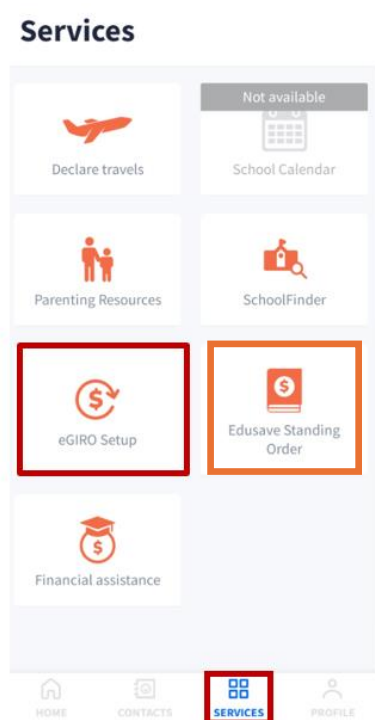 Services
Declare travels
Not available
School Calendar
Parenting Resources
SchoolFinder
$
eGIRO Setup
$
Edusave Standing
Order
$
Financial assistance
HOME
CONTACTS
SERVICES
PROFILE